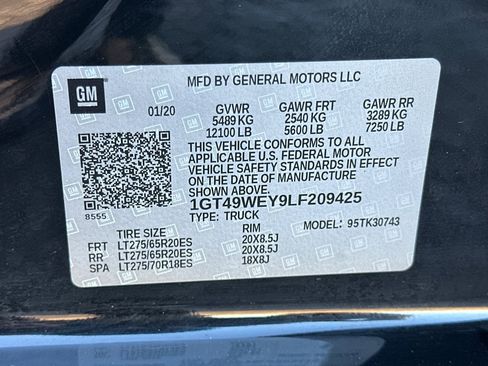 MFD BY GENERAL MOTORS LLC
GM
01/20
GVWR GAWR FRT GAWR RR
5489 KG 2540 KG 3289 KG
12100 LB 5600 LB 7250 LB
THIS VEHICLE CONFORMS TO ALL
APPLICABLE U.S. FEDERAL MOTOR
VEHICLE SAFETY STANDARDS IN
EFFECT ON THE DATE OF
MANUFACTURE SHOWN ABOVE.
1GT49WEY9LF209425
8555
TYPE: TRUCK
MODEL: 95TK30743
TIRE SIZE RIM
FRT LT275/65R20ES 20X8.5J
RR LT275/65R20ES 20X8.5J
SPA LT275/70R18ES 18X8J